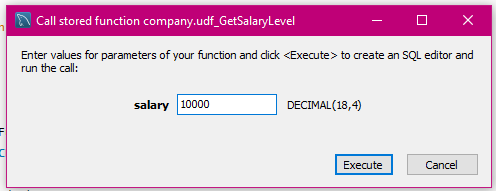 Call stored function company.udf_GetSalaryLevel
Enter values for parameters of your function and click <Execute> to create an SQL editor and
run the call:
salary 10000 DECIMAL(18,4)
Execute Cancel